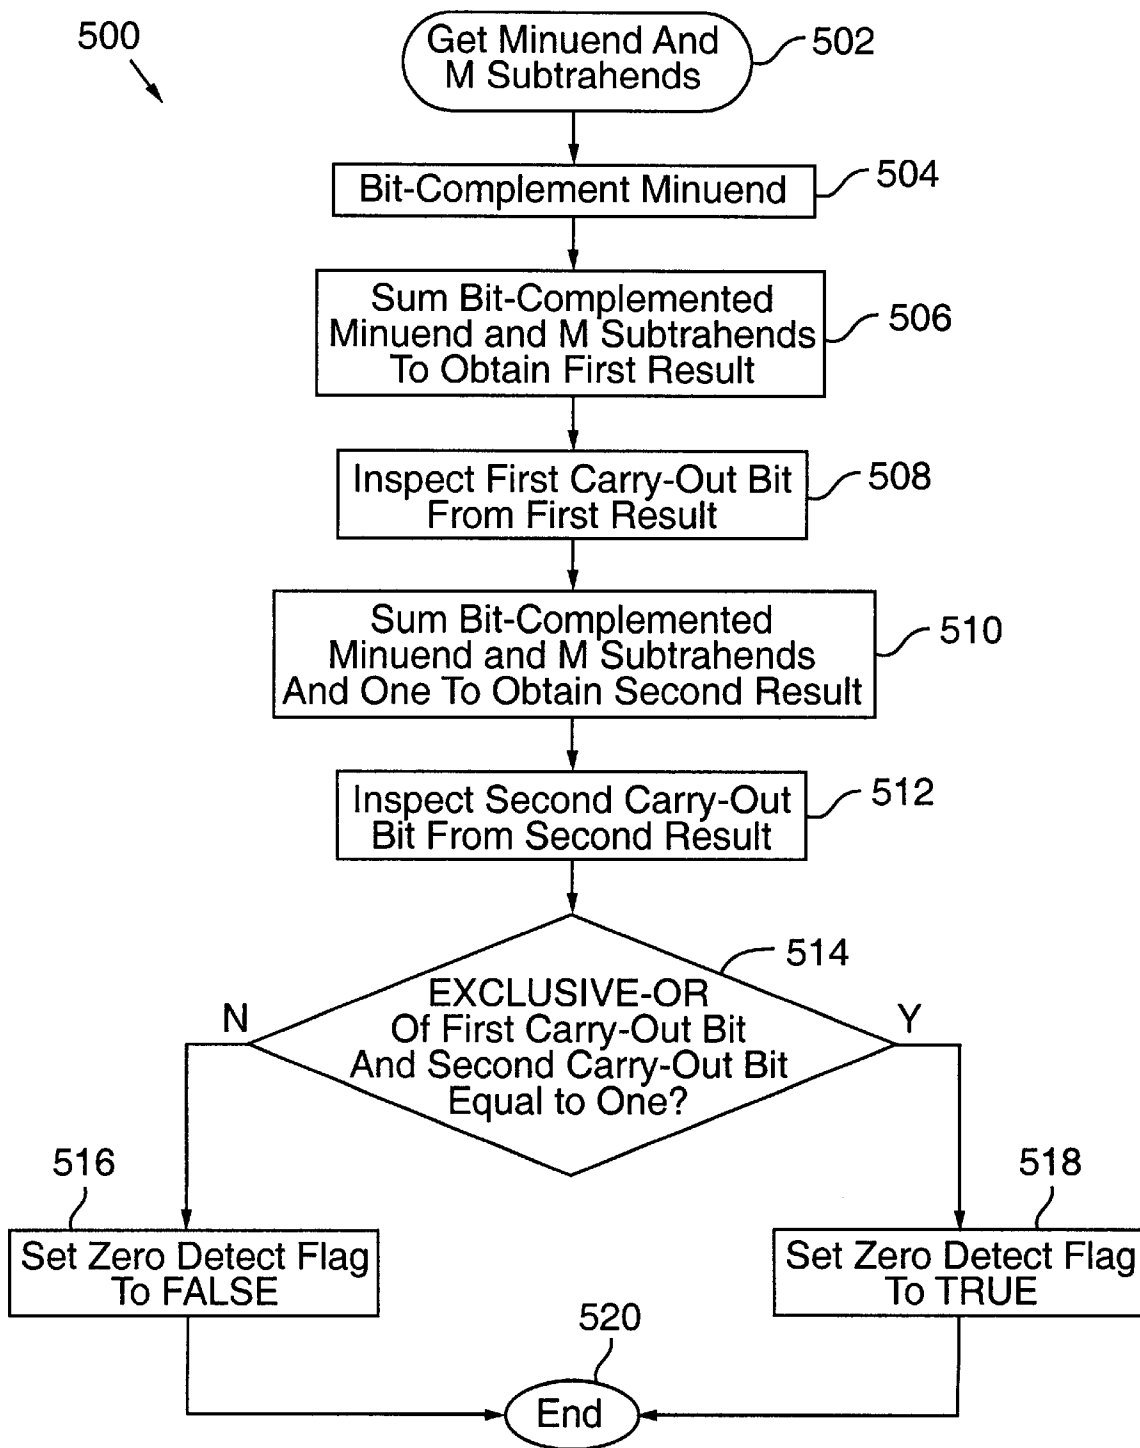 500
Get Minuend And
M Subtrahends
502
Bit-Complement Minuend
504
Sum Bit-Complemented
Minuend and M Subtrahends
To Obtain First Result
506
Inspect First Carry-Out Bit
From First Result
508
Sum Bit-Complemented
Minuend and M Subtrahends
And One To Obtain Second Result
510
Inspect Second Carry-Out
Bit From Second Result
512
514
EXCLUSIVE-OR
Of First Carry-Out Bit
And Second Carry-Out Bit
Equal to One?
N
Y
516
Set Zero Detect Flag
To FALSE
518
Set Zero Detect Flag
To TRUE
520
End